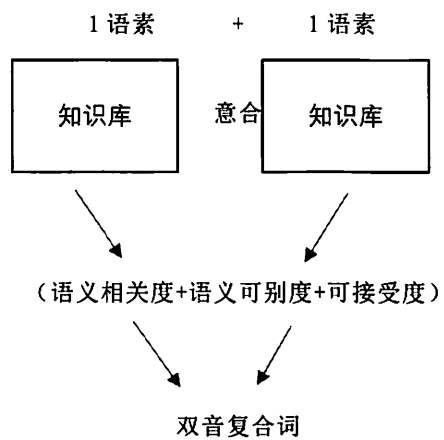 1 语素 + 1 语素
知识库 意合 知识库
（语义相关度+语义可别度+可接受度）
双音复合词